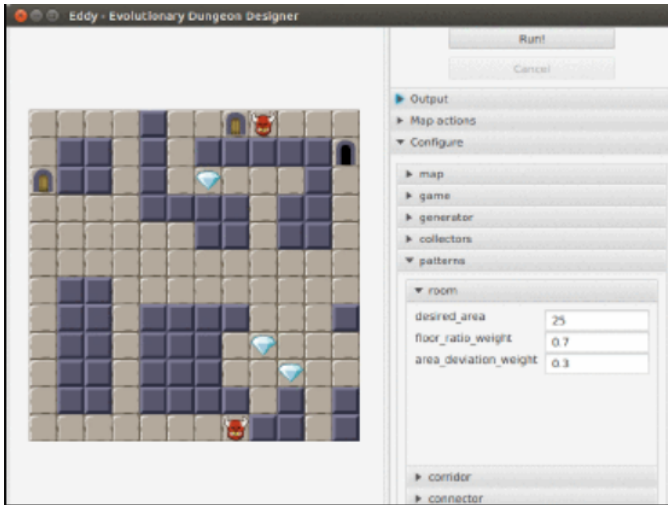 Eddy - Evolutionary Dungeon Designer
Run!
Cancel
Output
Map actions
Configure
map
game
generator
collectors
patterns
room
desired_area 25
floor_ratio_weight 0.7
area_deviation_weight 0.3
corridor
connector